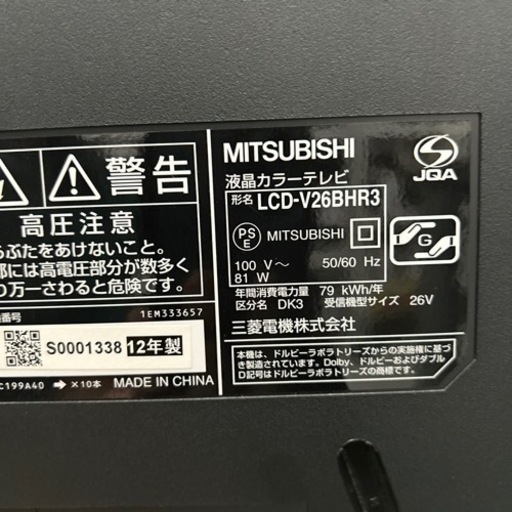 警告
高圧注意
ぶたをあけないこと。
部には高電圧部分が数多く
万一さわると危険です。
番号
1EM333657
S0001338 12年製
C199A40 ➔ ×10本 MADE IN CHINA
MITSUBISHI
液晶カラーテレビ
形名 LCD-V26BHR3
PSE MITSUBISHI
100 V～ 50/60 Hz
81 W
年間消費電力量 79 kWh/年
区分名 DK3 受信機型サイズ 26V
三菱電機株式会社
本機は、ドルビーラボラトリーズからの実施権に基づ
き製造されています。Dolby、ドルビーおよびダブル
D記号はドルビーラボラトリーズの商標です。
JQA
G